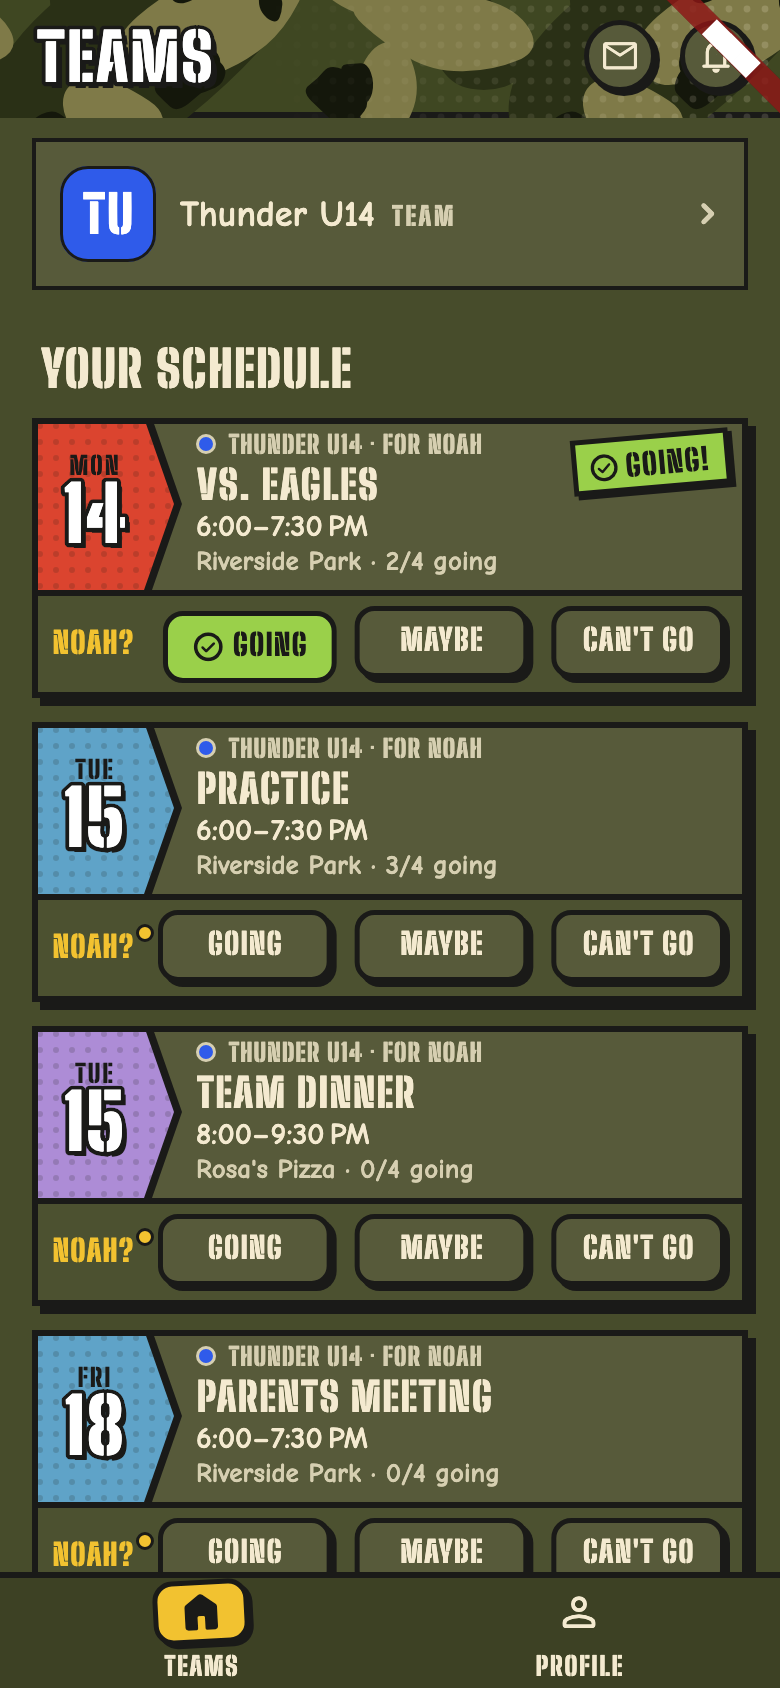 TEAMS
TU
Thunder U14 TEAM
YOUR SCHEDULE
MON
14
THUNDER U14 · FOR NOAH
VS. EAGLES
6:00–7:30 PM
Riverside Park · 2/4 going
GOING!
NOAH?
GOING
MAYBE
CAN'T GO
TUE
15
THUNDER U14 · FOR NOAH
PRACTICE
6:00–7:30 PM
Riverside Park · 3/4 going
NOAH?
GOING
MAYBE
CAN'T GO
TUE
15
THUNDER U14 · FOR NOAH
TEAM DINNER
8:00–9:30 PM
Rosa's Pizza · 0/4 going
NOAH?
GOING
MAYBE
CAN'T GO
FRI
18
THUNDER U14 · FOR NOAH
PARENTS MEETING
6:00–7:30 PM
Riverside Park · 0/4 going
NOAH?
GOING
MAYBE
CAN'T GO
TEAMS
PROFILE